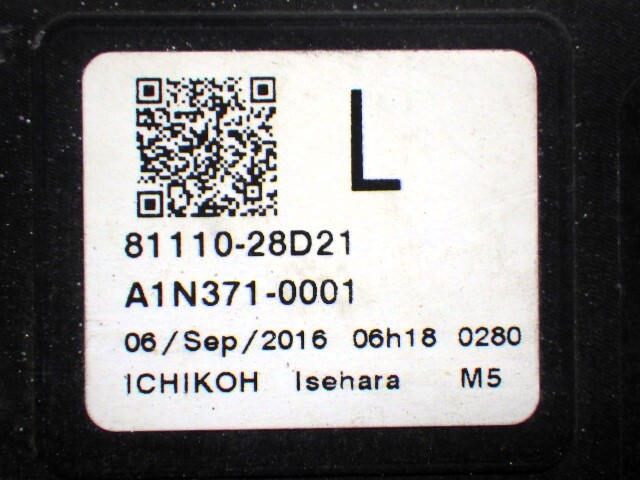 L
81110-28D21
A1N371-0001
06/Sep/2016 06h18 0280
ICHIKOH Isehara M5